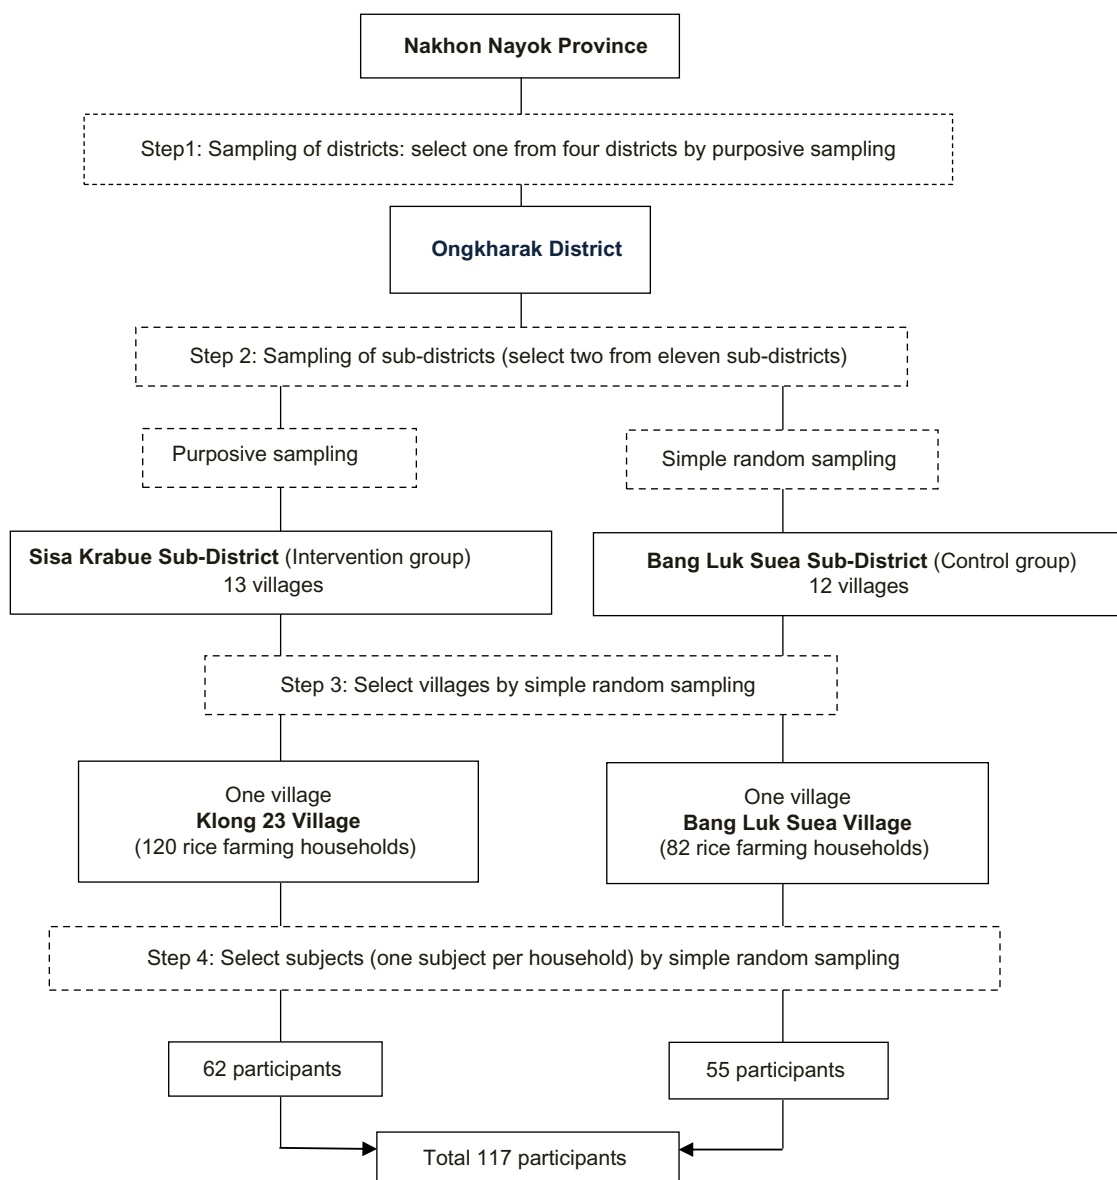 Nakhon Nayok Province
Step1: Sampling of districts: select one from four districts by purposive sampling
Ongkharak District
Step 2: Sampling of sub-districts (select two from eleven sub-districts)
Purposive sampling
Simple random sampling
Sisa Krabue Sub-District (Intervention group)
13 villages
Bang Luk Suea Sub-District (Control group)
12 villages
Step 3: Select villages by simple random sampling
One village
Klong 23 Village
(120 rice farming households)
One village
Bang Luk Suea Village
(82 rice farming households)
Step 4: Select subjects (one subject per household) by simple random sampling
62 participants
55 participants
Total 117 participants